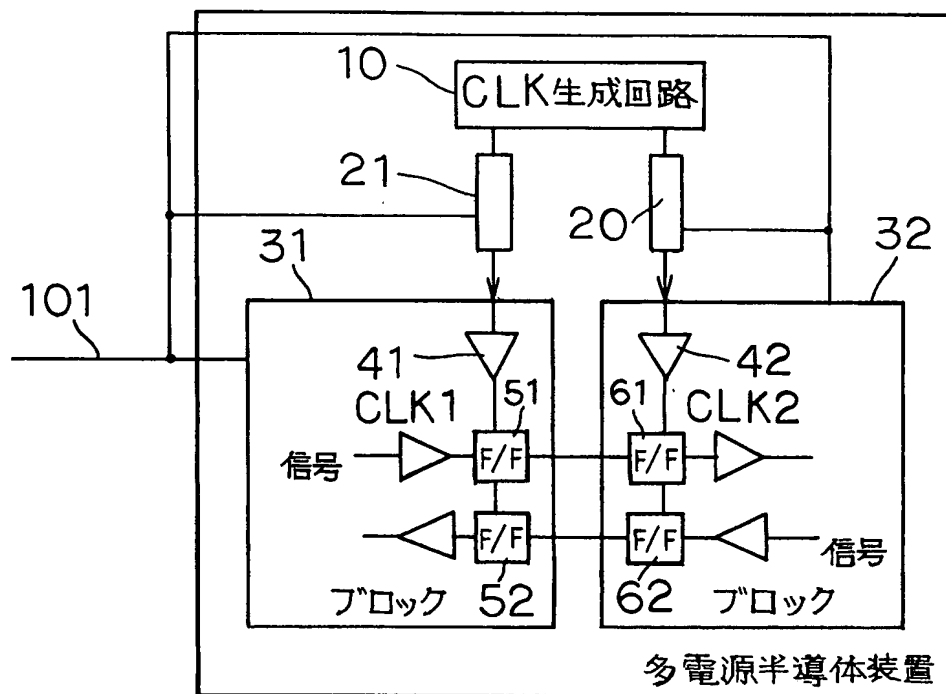 10
CLK生成回路
21
20
31
32
101
41
42
CLK1
51
61
CLK2
信号
F/F
F/F
F/F
F/F
信号
ブロック
52
62
ブロック
多電源半導体装置